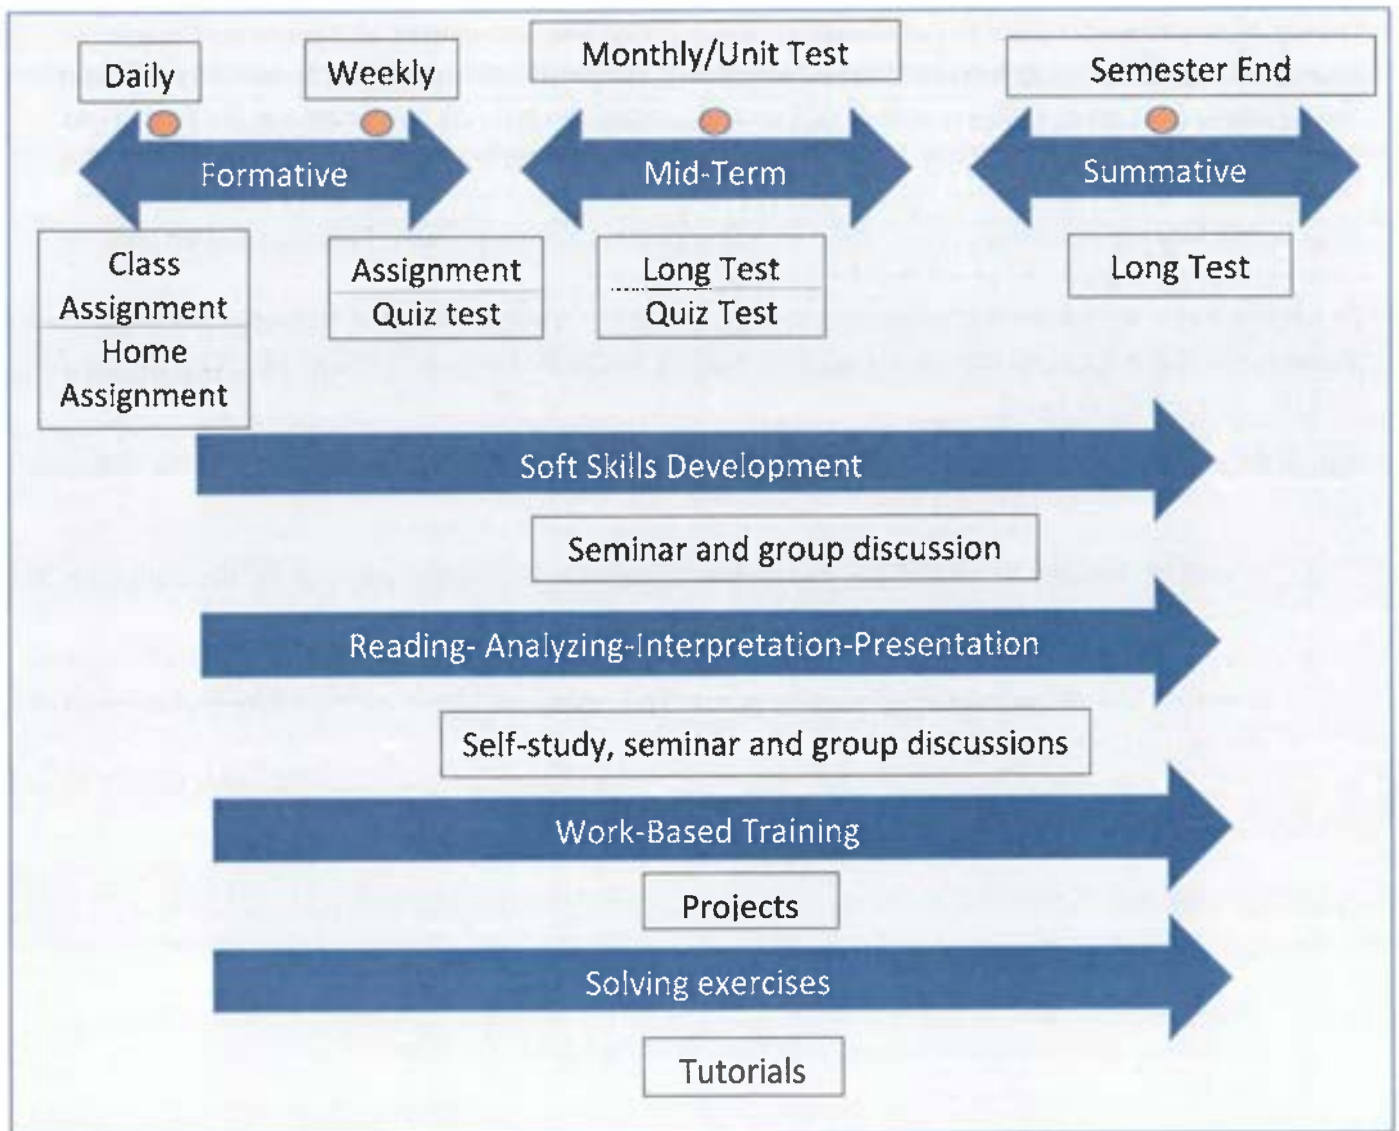 Daily
Weekly
Monthly/Unit Test
Semester End
Formative
Mid-Term
Summative
Class
Assignment
Home
Assignment
Assignment
Quiz test
Long Test
Quiz Test
Long Test
Soft Skills Development
Seminar and group discussion
Reading- Analyzing-Interpretation-Presentation
Self-study, seminar and group discussions
Work-Based Training
Projects
Solving exercises
Tutorials